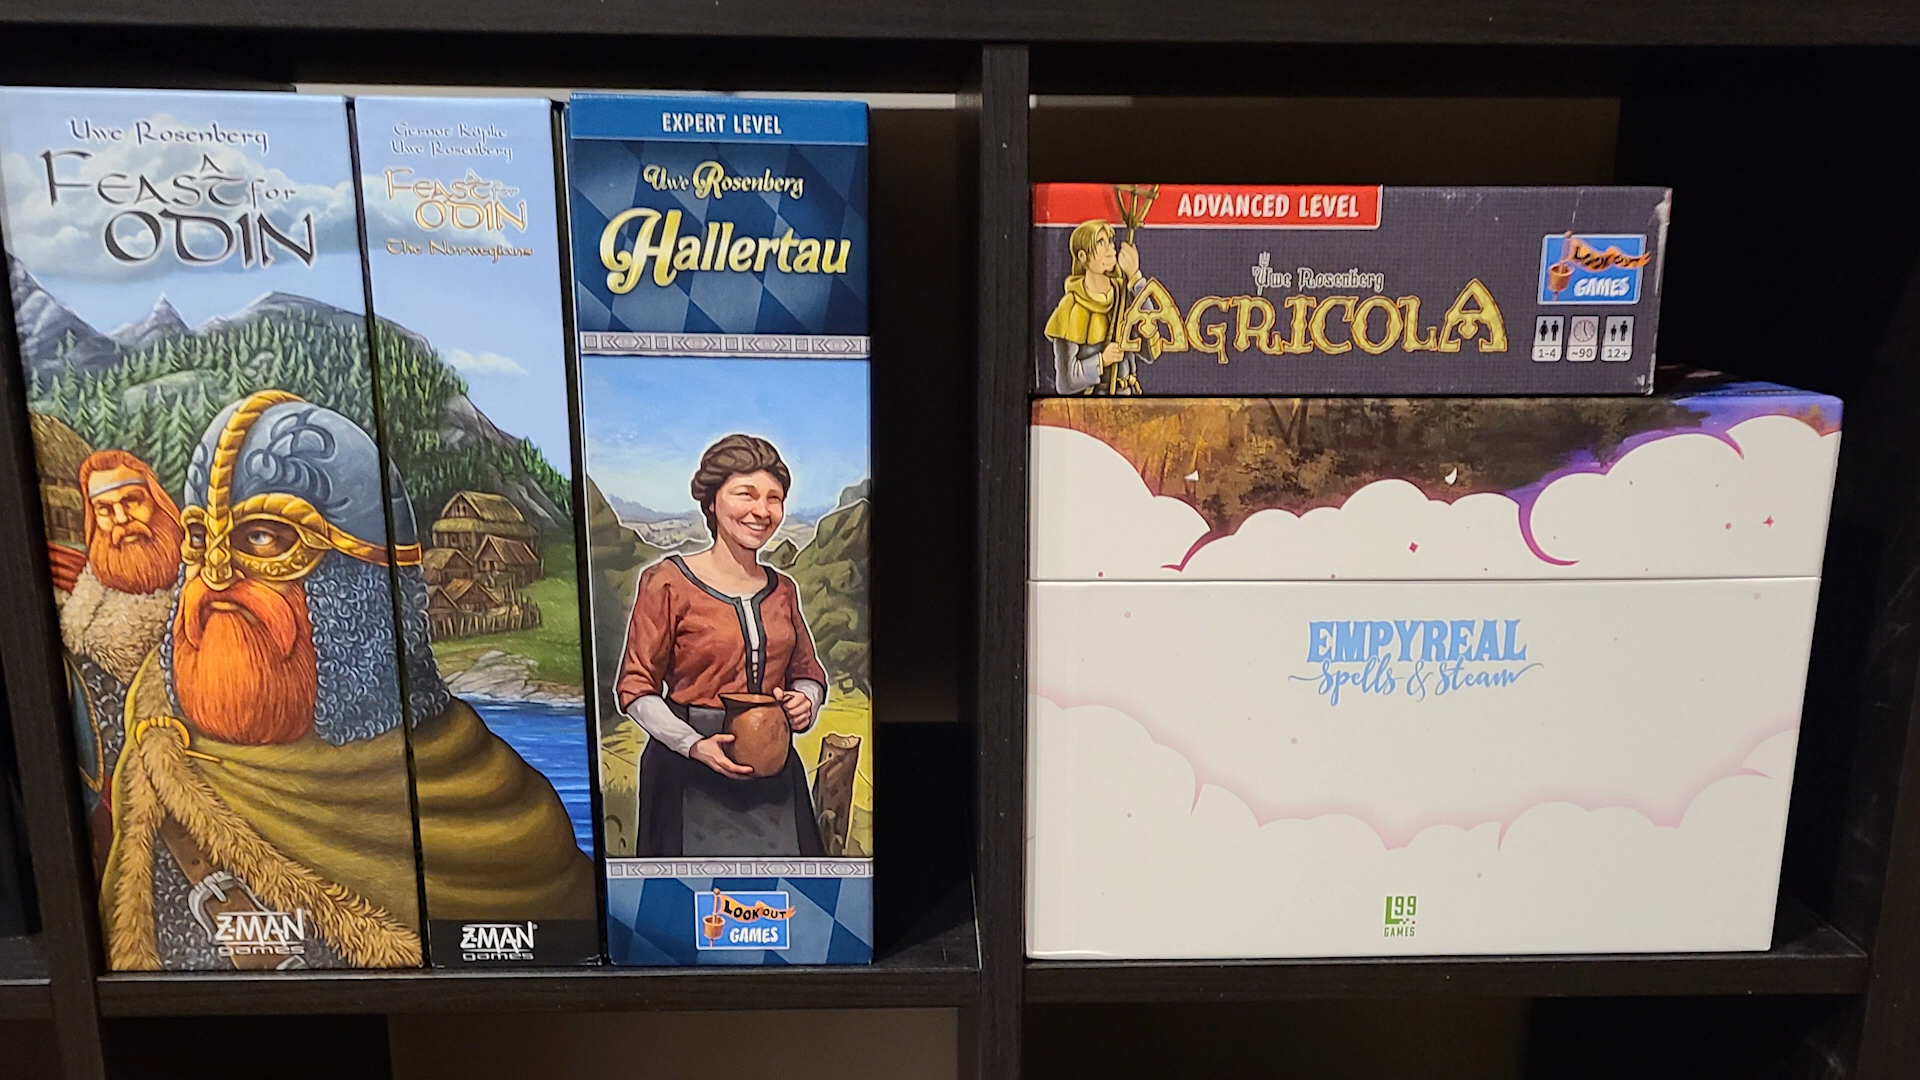 Uwe Rosenberg
A
FEAST for
ODIN
Z-MAN
games
Gernot Köpke
Uwe Rosenberg
A
FEAST for
ODIN
The Norwegians
Z-MAN
games
EXPERT LEVEL
Uwe Rosenberg
Hallertau
LOOKOUT
GAMES
ADVANCED LEVEL
Uwe Rosenberg
AGRICOLA
LOOKOUT
GAMES
1-4 ~90 12+
EMPYREAL
Spells & Steam
L99
GAMES